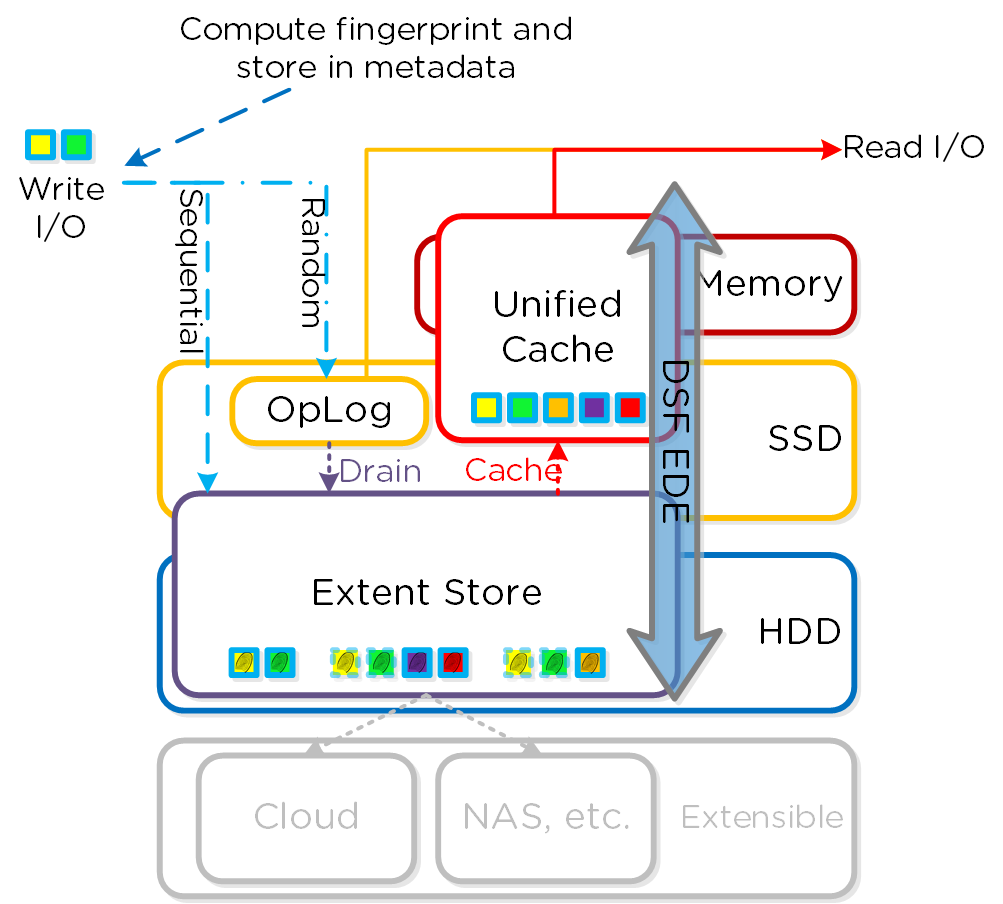 Compute fingerprint and
store in metadata
Write
I/O
Read I/O
Sequential
Random
Unified
Cache
Memory
OpLog
SSD
DSF EDE
Drain
Cache
Extent Store
HDD
Cloud
NAS, etc.
Extensible